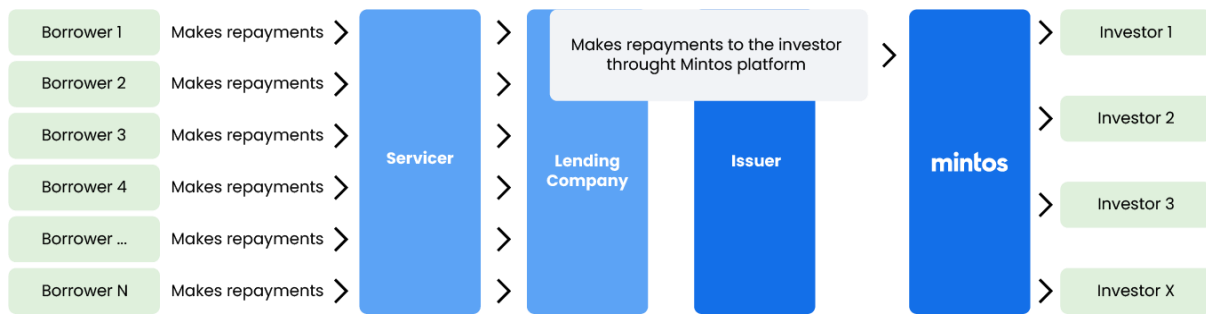 Borrower 1 Makes repayments
Borrower 2 Makes repayments
Borrower 3 Makes repayments
Borrower 4 Makes repayments
Borrower ... Makes repayments
Borrower N Makes repayments
Servicer
Lending
Company
Makes repayments to the investor
throught Mintos platform
Issuer
mintos
Investor 1
Investor 2
Investor 3
Investor X